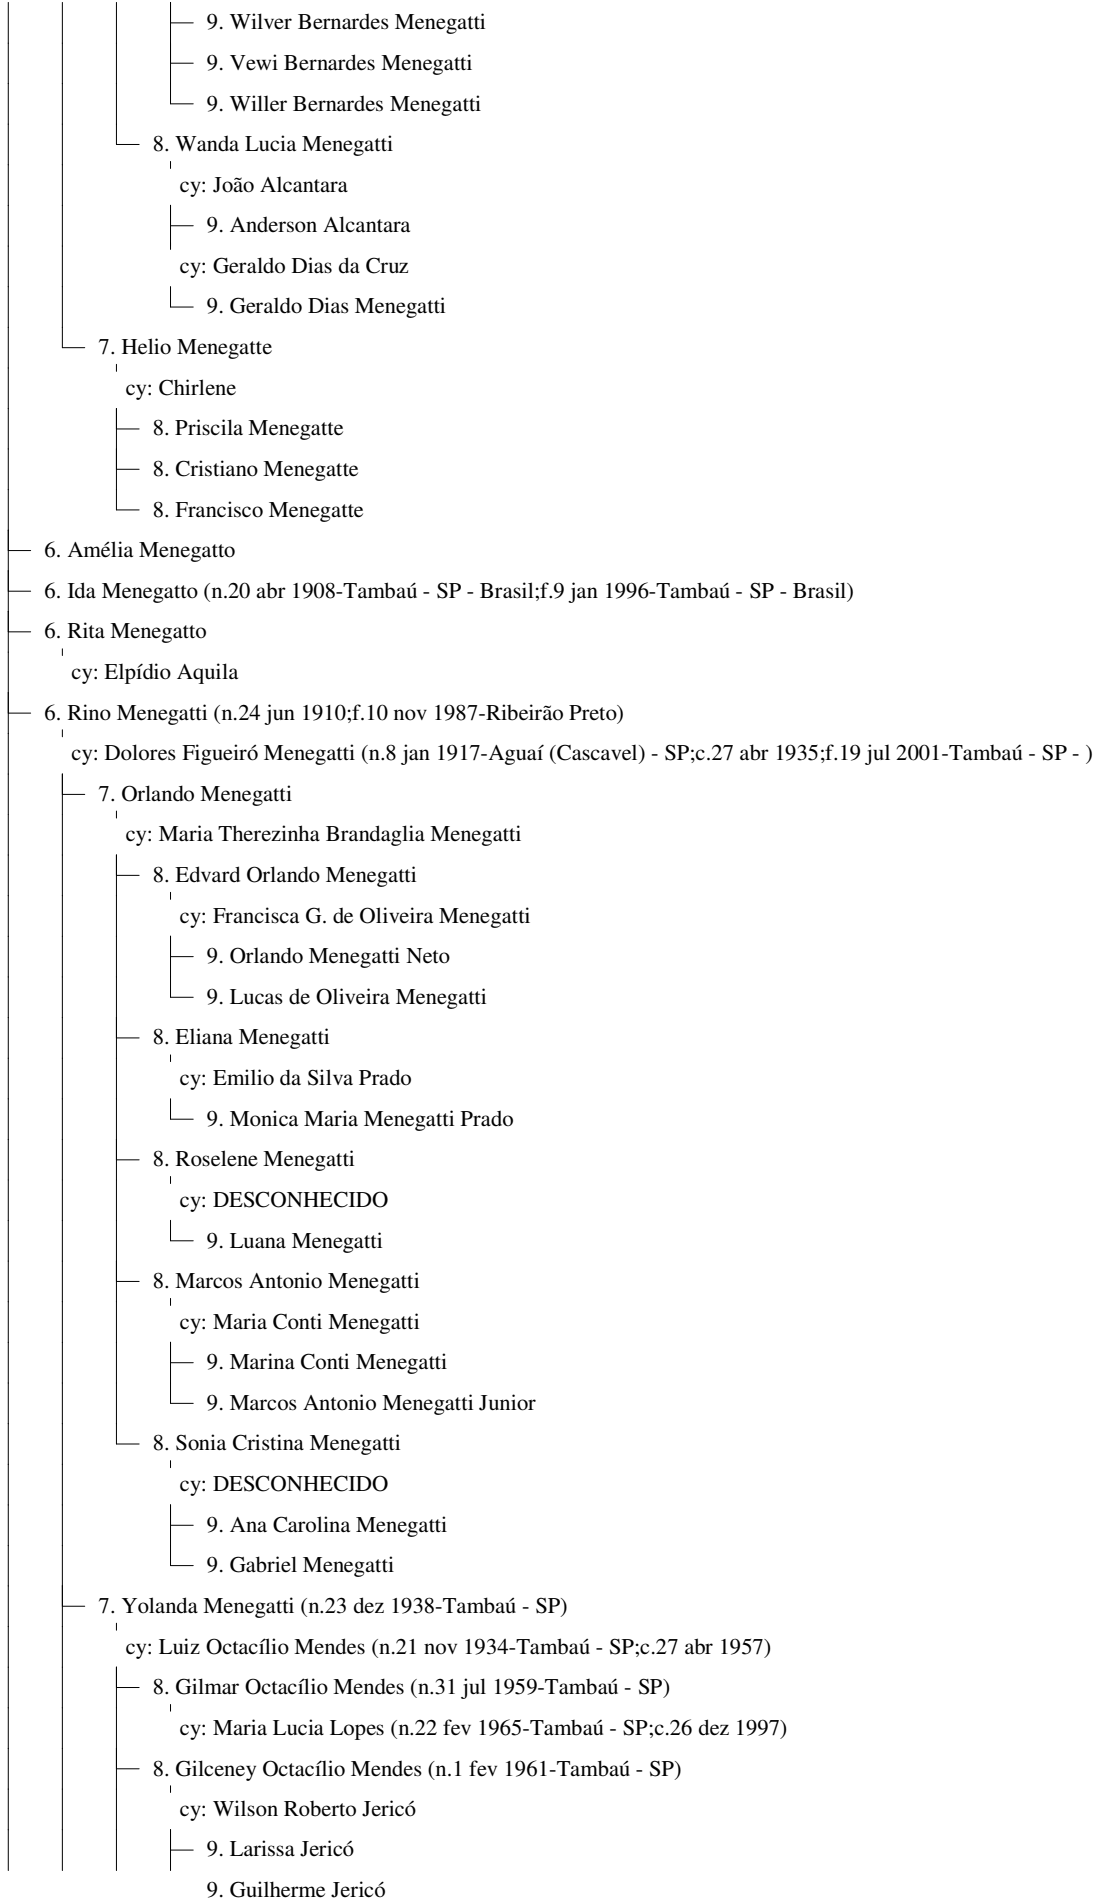 9. Wilver Bernardes Menegatti
9. Vewi Bernardes Menegatti
9. Willer Bernardes Menegatti
8. Wanda Lucia Menegatti
cy: João Alcantara
9. Anderson Alcantara
cy: Geraldo Dias da Cruz
9. Geraldo Dias Menegatti
7. Helio Menegatte
cy: Chirlene
8. Priscila Menegatte
8. Cristiano Menegatte
8. Francisco Menegatte
6. Amélia Menegatto
6. Ida Menegatto (n.20 abr 1908-Tambaú - SP - Brasil;f.9 jan 1996-Tambaú - SP - Brasil)
6. Rita Menegatto
cy: Elpídio Aquila
6. Rino Menegatti (n.24 jun 1910;f.10 nov 1987-Ribeirão Preto)
cy: Dolores Figueiró Menegatti (n.8 jan 1917-Aguaí (Cascavel) - SP;c.27 abr 1935;f.19 jul 2001-Tambaú - SP - )
7. Orlando Menegatti
cy: Maria Therezinha Brandaglia Menegatti
8. Edvard Orlando Menegatti
cy: Francisca G. de Oliveira Menegatti
9. Orlando Menegatti Neto
9. Lucas de Oliveira Menegatti
8. Eliana Menegatti
cy: Emilio da Silva Prado
9. Monica Maria Menegatti Prado
8. Roselene Menegatti
cy: DESCONHECIDO
9. Luana Menegatti
8. Marcos Antonio Menegatti
cy: Maria Conti Menegatti
9. Marina Conti Menegatti
9. Marcos Antonio Menegatti Junior
8. Sonia Cristina Menegatti
cy: DESCONHECIDO
9. Ana Carolina Menegatti
9. Gabriel Menegatti
7. Yolanda Menegatti (n.23 dez 1938-Tambaú - SP)
cy: Luiz Octacílio Mendes (n.21 nov 1934-Tambaú - SP;c.27 abr 1957)
8. Gilmar Octacílio Mendes (n.31 jul 1959-Tambaú - SP)
cy: Maria Lucia Lopes (n.22 fev 1965-Tambaú - SP;c.26 dez 1997)
8. Gilceney Octacílio Mendes (n.1 fev 1961-Tambaú - SP)
cy: Wilson Roberto Jericó
9. Larissa Jericó
9. Guilherme Jericó